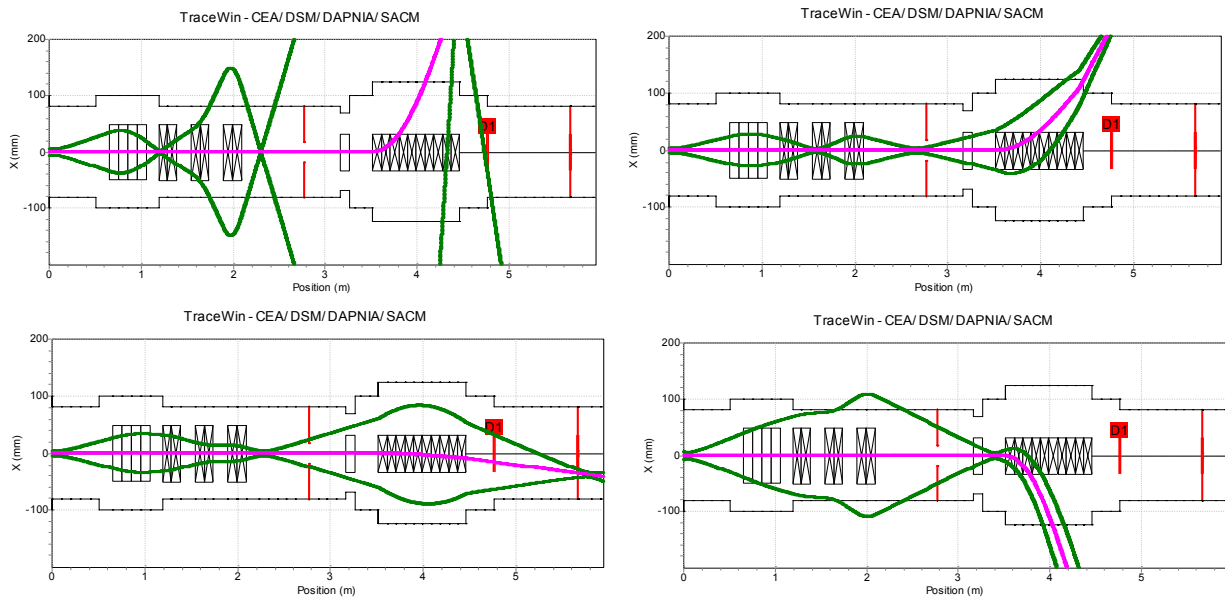 TraceWin - CEA/ DSM/ DAPNIA/ SACM
200
100
0
-100
X (mm)
D1
0 1 2 3 4 5
Position (m)
TraceWin - CEA/ DSM/ DAPNIA/ SACM
200
100
0
-100
X (mm)
D1
0 1 2 3 4 5
Position (m)
TraceWin - CEA/ DSM/ DAPNIA/ SACM
200
100
0
-100
X (mm)
D1
0 1 2 3 4 5
Position (m)
TraceWin - CEA/ DSM/ DAPNIA/ SACM
200
100
0
-100
X (mm)
D1
0 1 2 3 4 5
Position (m)